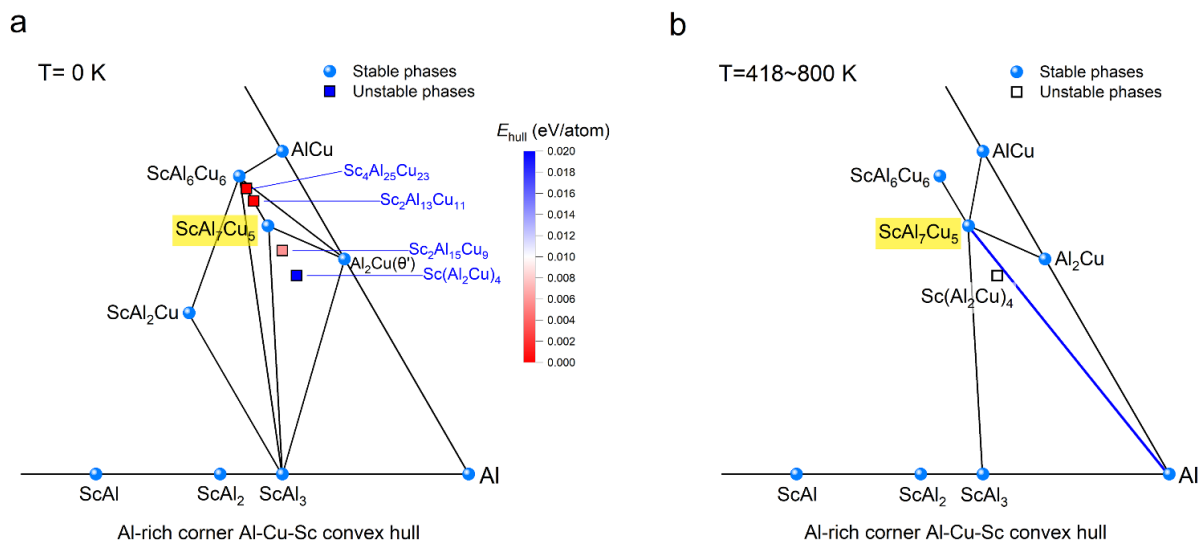 a
T= 0 K
Stable phases
Unstable phases
E_hull (eV/atom)
0.020
0.018
0.016
0.014
0.012
0.010
0.008
0.006
0.004
0.002
0.000
AlCu
ScAl₆Cu₆
Sc₄Al₂₅Cu₂₃
Sc₂Al₁₃Cu₁₁
ScAl₇Cu₅
Sc₂Al₁₅Cu₉
Al₂Cu(θ')
Sc(Al₂Cu)₄
ScAl₂Cu
Al
ScAl
ScAl₂
ScAl₃
Al-rich corner Al-Cu-Sc convex hull
b
T=418~800 K
Stable phases
Unstable phases
AlCu
ScAl₆Cu₆
ScAl₇Cu₅
Al₂Cu
Sc(Al₂Cu)₄
Al
ScAl
ScAl₂
ScAl₃
Al-rich corner Al-Cu-Sc convex hull